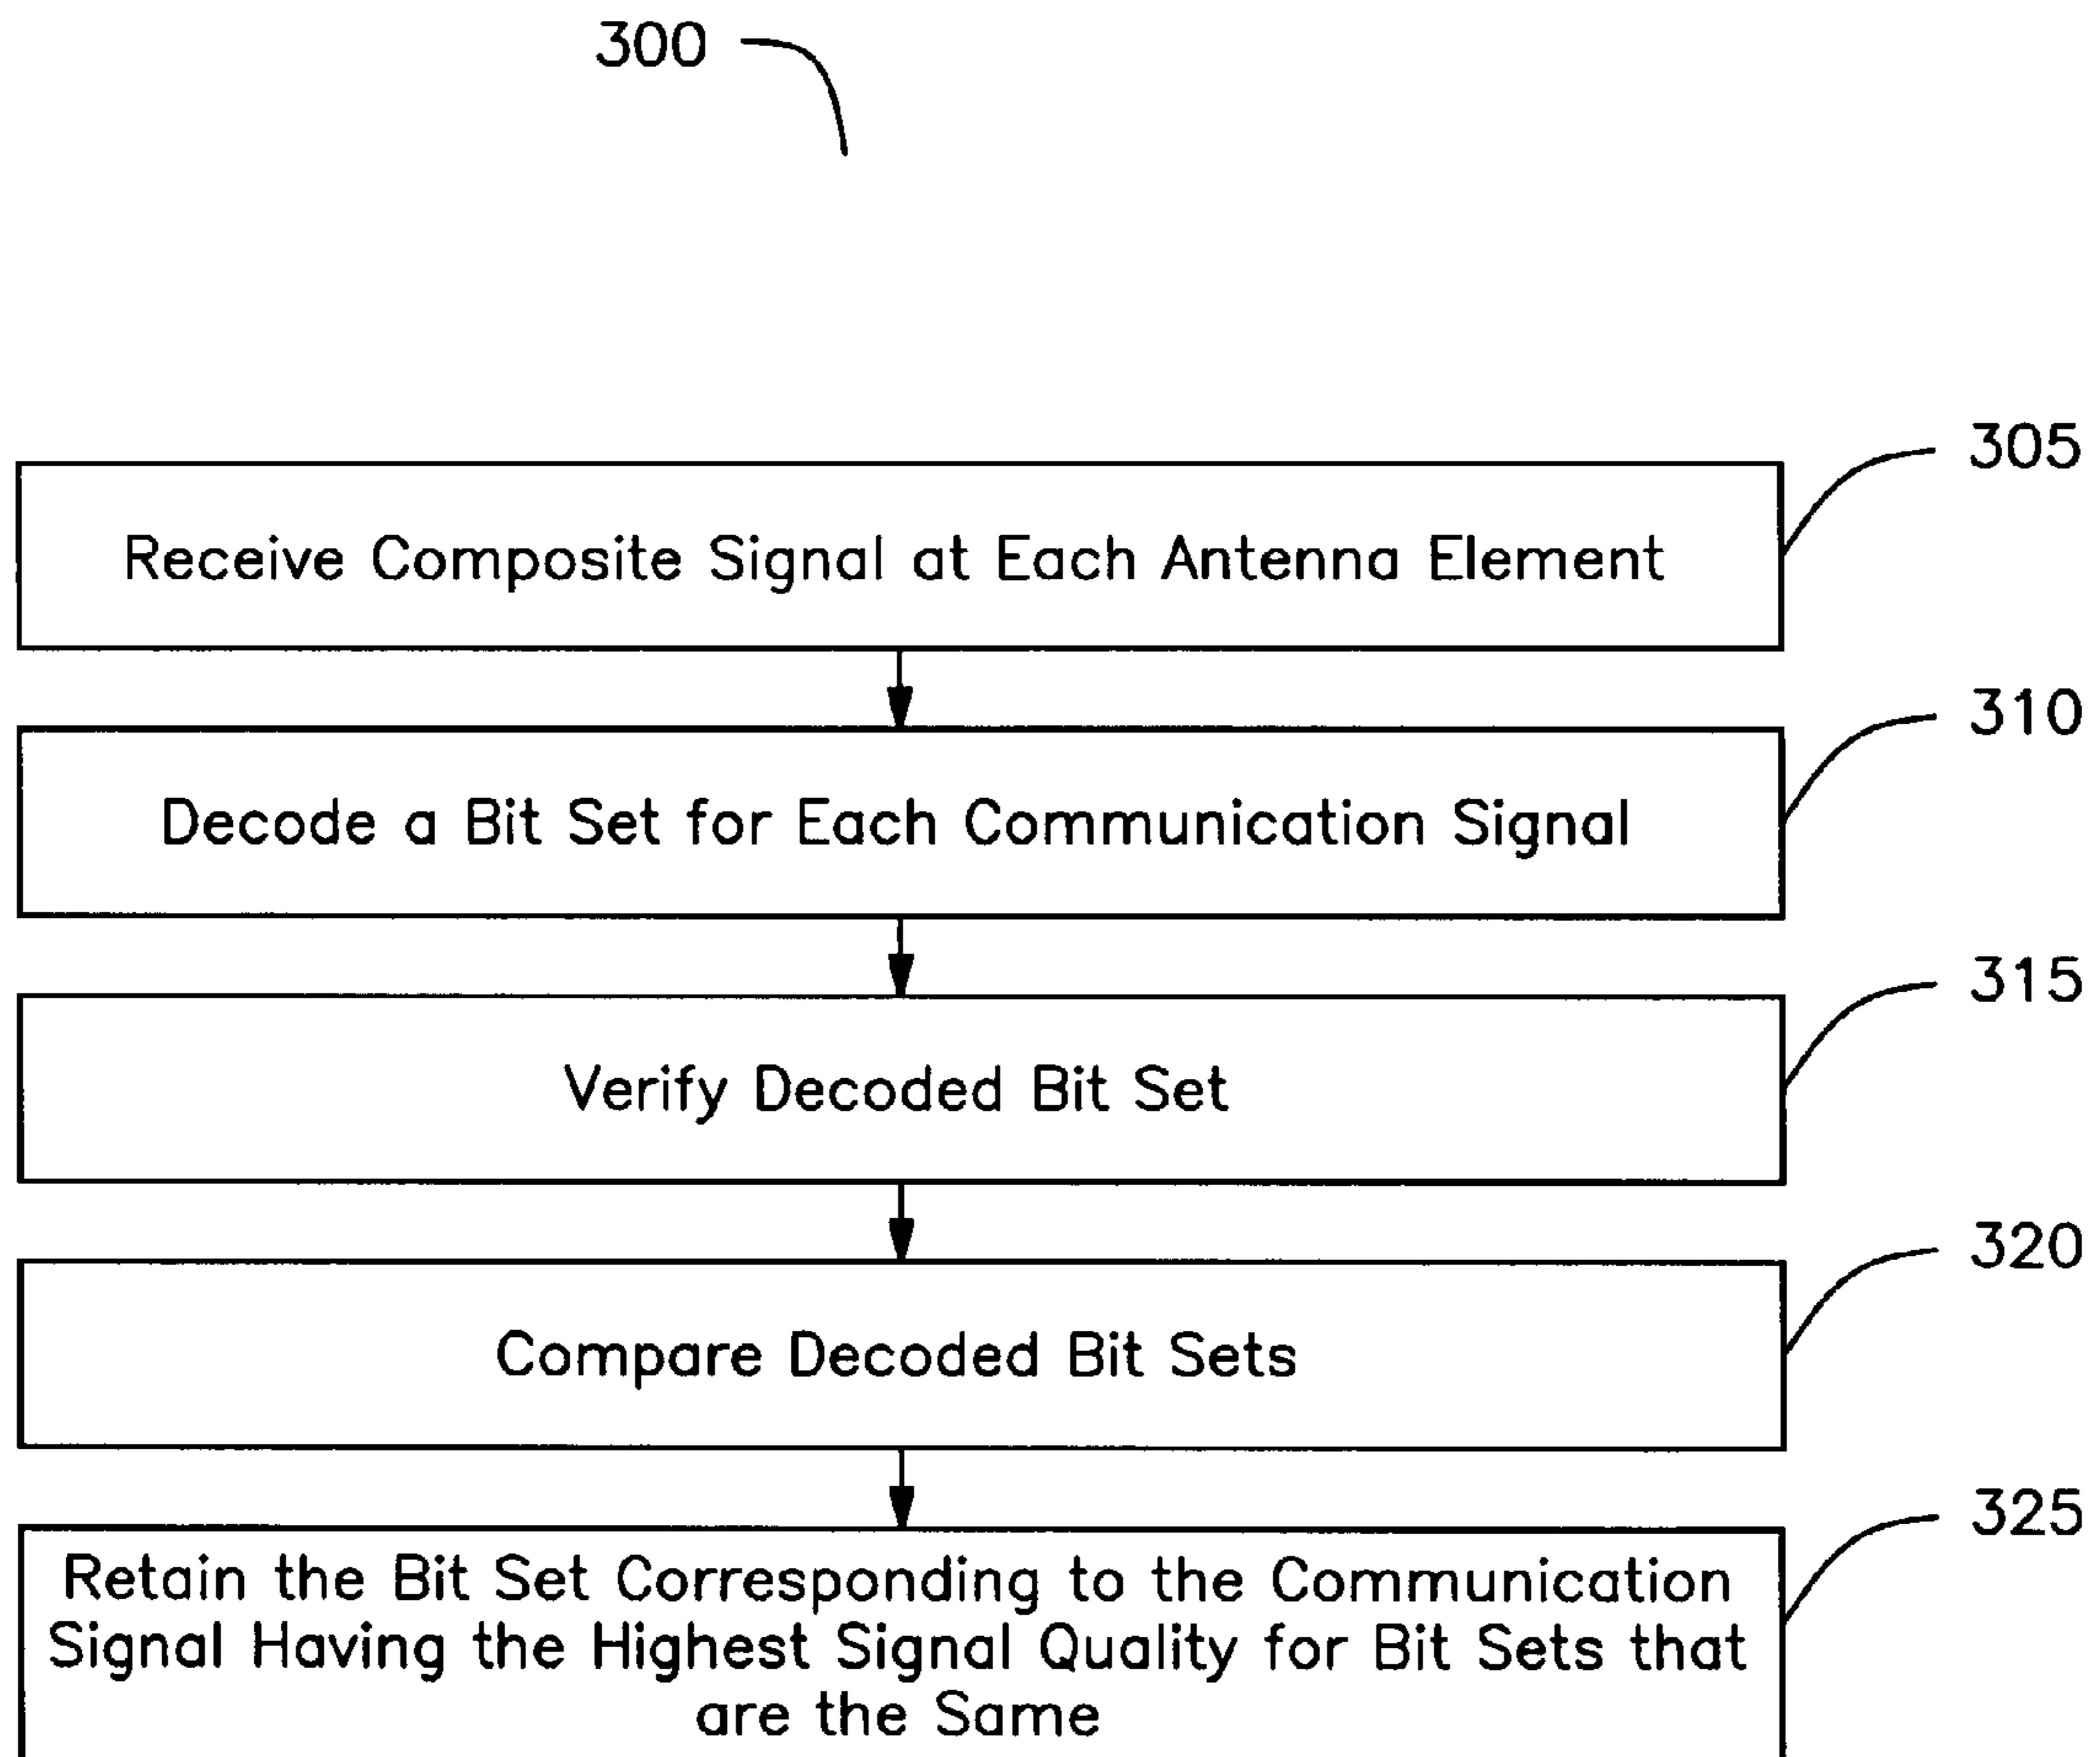 300
305
Receive Composite Signal at Each Antenna Element
310
Decode a Bit Set for Each Communication Signal
315
Verify Decoded Bit Set
320
Compare Decoded Bit Sets
325
Retain the Bit Set Corresponding to the Communication
Signal Having the Highest Signal Quality for Bit Sets that
are the Same